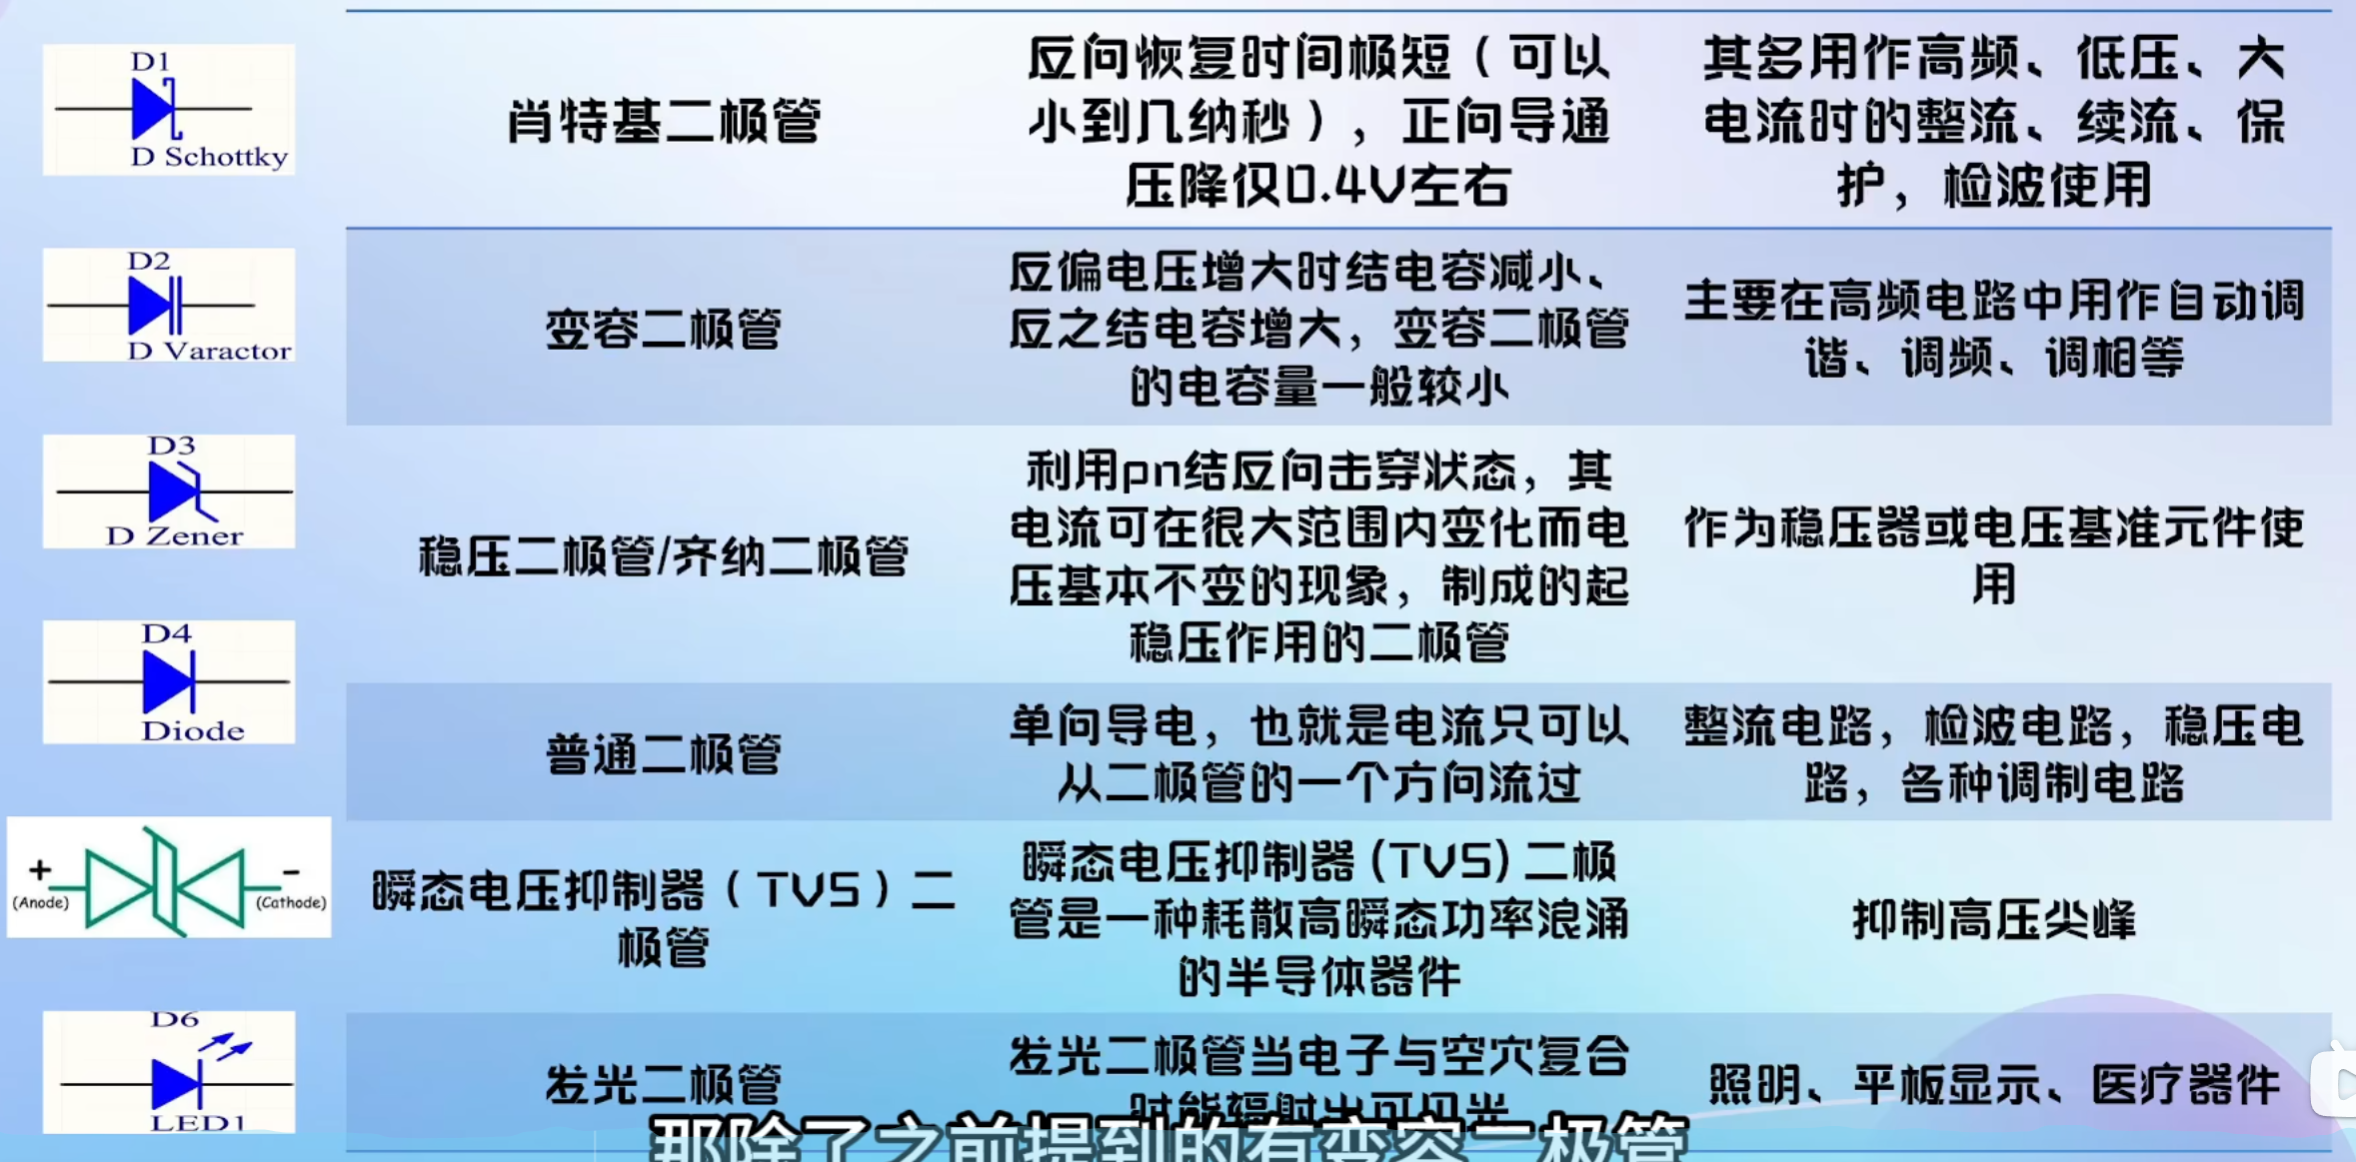 D1
D Schottky
肖特基二极管
反向恢复时间极短（可以
小到几纳秒），正向导通
压降仅0.4V左右
其多用作高频、低压、大
电流时的整流、续流、保
护，检波使用
D2
D Varactor
变容二极管
反偏电压增大时结电容减小、
反之结电容增大，变容二极管
的电容量一般较小
主要在高频电路中用作自动调
谐、调频、调相等
D3
D Zener
稳压二极管/齐纳二极管
利用pn结反向击穿状态，其
电流可在很大范围内变化而电
压基本不变的现象，制成的起
稳压作用的二极管
作为稳压器或电压基准元件使
用
D4
Diode
普通二极管
单向导电，也就是电流只可以
从二极管的一个方向流过
整流电路，检波电路，稳压电
路，各种调制电路
+
(Anode)
-
(Cathode)
瞬态电压抑制器（TVS）二
极管
瞬态电压抑制器(TVS)二极
管是一种耗散高瞬态功率浪涌
的半导体器件
抑制高压尖峰
D6
LED1
发光二极管
发光二极管当电子与空穴复合
时能辐射出可见光
照明、平板显示、医疗器件
那除了之前提到的有变容二极管